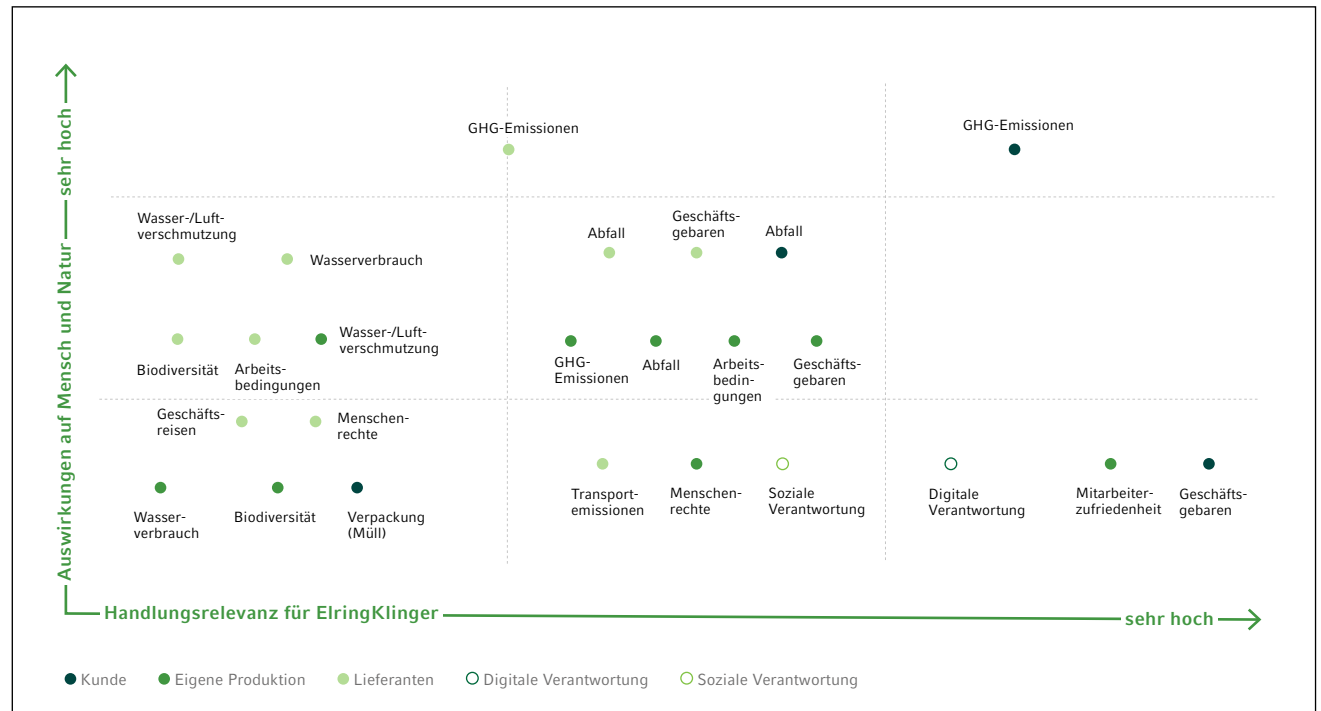 Auswirkungen auf Mensch und Natur
sehr hoch
GHG-Emissionen
GHG-Emissionen
Wasser-/Luft-
verschmutzung
Wasserverbrauch
Abfall
Geschäfts-
gebaren
Abfall
Biodiversität
Arbeits-
bedingungen
Wasser-/Luft-
verschmutzung
GHG-
Emissionen
Abfall
Arbeits-
bedin-
gungen
Geschäfts-
gebaren
Geschäfts-
reisen
Menschen-
rechte
Wasser-
verbrauch
Biodiversität
Verpackung
(Müll)
Transport-
emissionen
Menschen-
rechte
Soziale
Verantwortung
Digitale
Verantwortung
Mitarbeiter-
zufriedenheit
Geschäfts-
gebaren
Handlungsrelevanz für ElringKlinger
sehr hoch
Kunde
Eigene Produktion
Lieferanten
Digitale Verantwortung
Soziale Verantwortung